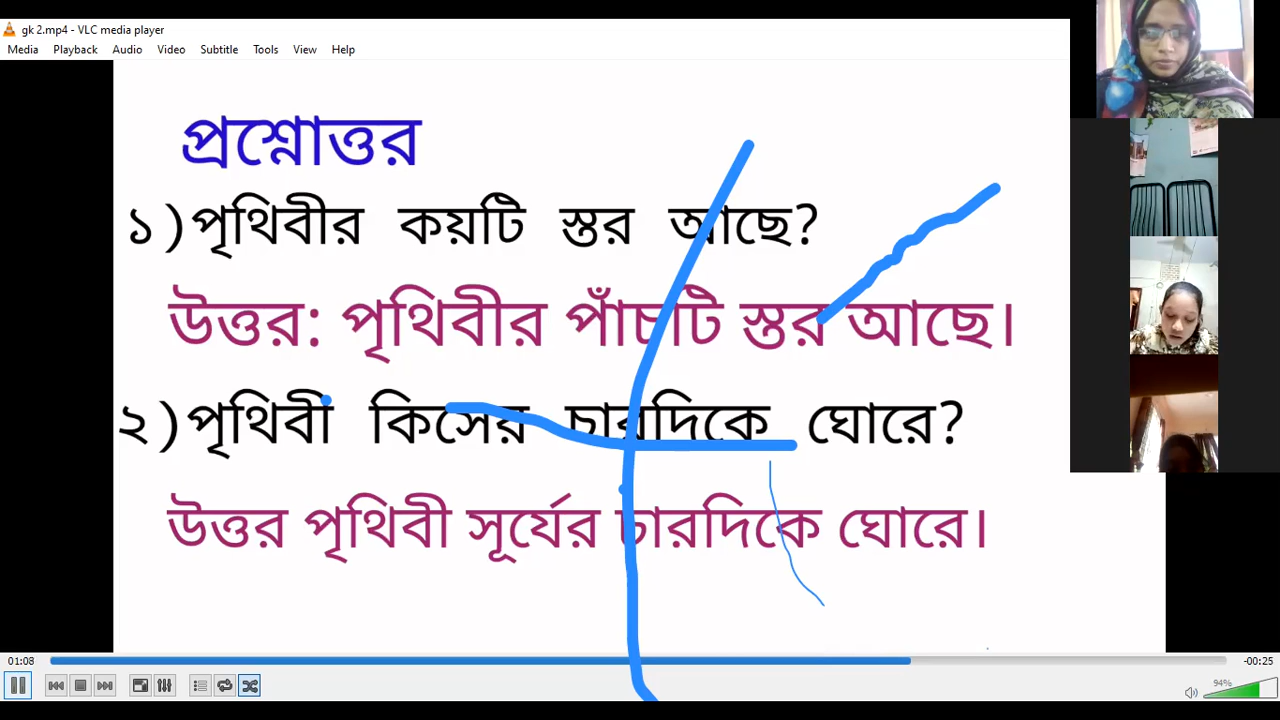 gk 2.mp4 - VLC media player
Media Playback Audio Video Subtitle Tools View Help
প্রশ্নোত্তর
১)পৃথিবীর কয়টি স্তর আছে?
উত্তর: পৃথিবীর পাঁচটি স্তর আছে।
২)পৃথিবী কিসের চারদিকে ঘোরে?
উত্তর পৃথিবী সূর্যের চারদিকে ঘোরে।
01:08
-00:25
94%